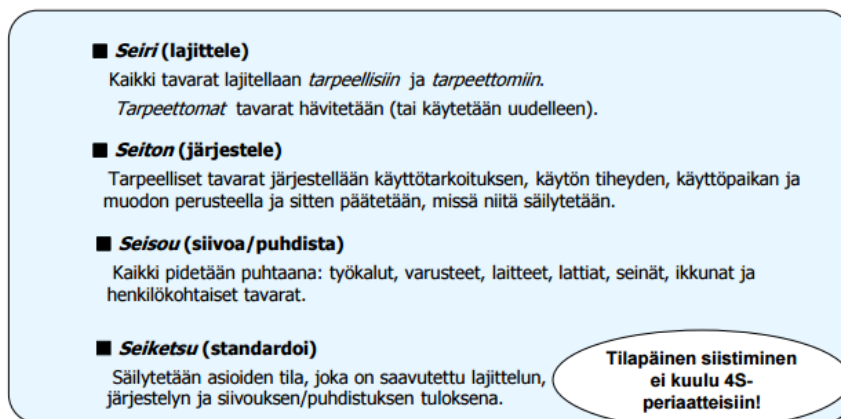 ■ Seiri (lajittele)
Kaikki tavarat lajitellaan tarpeellisiin ja tarpeettomiin.
Tarpeettomat tavarat hävitetään (tai käytetään uudelleen).
■ Seiton (järjestele)
Tarpeelliset tavarat järjestellään käyttötarkoituksen, käytön tiheyden, käyttöpaikan ja
muodon perusteella ja sitten päätetään, missä niitä säilytetään.
■ Seisou (siivoa/puhdista)
Kaikki pidetään puhtaana: työkalut, varusteet, laitteet, lattiat, seinät, ikkunat ja
henkilökohtaiset tavarat.
■ Seiketsu (standardoi)
Säilytetään asioiden tila, joka on saavutettu lajittelun,
järjestelyn ja siivouksen/puhdistuksen tuloksena.
Tilapäinen siistiminen
ei kuulu 4S-
periaatteisiin!